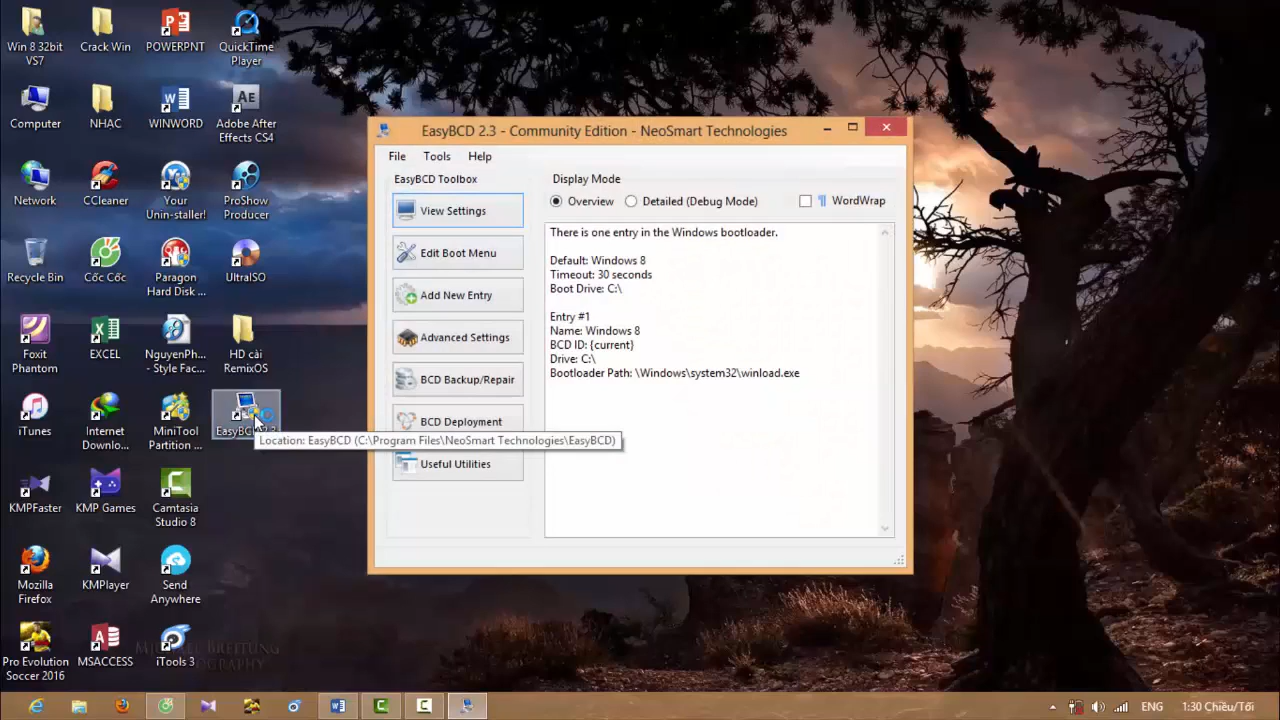 Win 8 32bit VS7
Crack Win
POWERPNT
QuickTime Player
Computer
NHAC
WINWORD
Adobe After Effects CS4
Network
CCleaner
Your Unin-staller!
ProShow Producer
Recycle Bin
Cốc Cốc
Paragon Hard Disk ...
UltraISO
Foxit Phantom
EXCEL
NguyenPh... - Style Fac...
HD cài RemixOS
iTunes
Internet Downlo...
MiniTool Partition ...
KMPFaster
KMP Games
Camtasia Studio 8
Mozilla Firefox
KMPlayer
Send Anywhere
Pro Evolution Soccer 2016
MSACCESS
iTools 3
EasyBCD 2.3 - Community Edition - NeoSmart Technologies
File Tools Help
EasyBCD Toolbox
View Settings
Edit Boot Menu
Add New Entry
Advanced Settings
BCD Backup/Repair
BCD Deployment
Useful Utilities
Display Mode
Overview Detailed (Debug Mode) WordWrap
There is one entry in the Windows bootloader.
Default: Windows 8
Timeout: 30 seconds
Boot Drive: C:\
Entry #1
Name: Windows 8
BCD ID: {current}
Drive: C:\
Bootloader Path: \Windows\system32\winload.exe
Location: EasyBCD (C:\Program Files\NeoSmart Technologies\EasyBCD)
ENG 1:30 Chiều/Tối